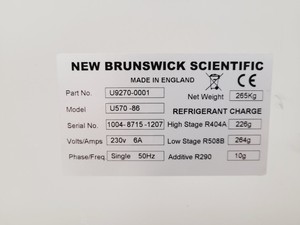 NEW BRUNSWICK SCIENTIFIC
MADE IN ENGLAND
Part No. U9270-0001 Net Weight 265Kg
Model U570 -86 REFRIGERANT CHARGE
Serial No. 1004- 8715 -1207 High Stage R404A 226g
Volts/Amps 230v 6A Low Stage R508B 264g
Phase/Freq. Single 50Hz Additive R290 10g